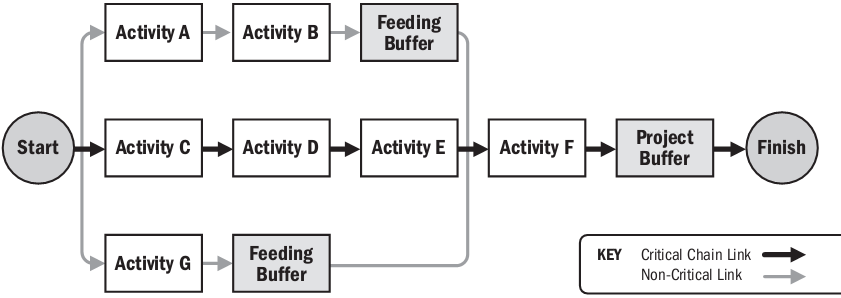 Activity A
Activity B
Feeding
Buffer
Start
Activity C
Activity D
Activity E
Activity F
Project
Buffer
Finish
Activity G
Feeding
Buffer
KEY
Critical Chain Link
Non-Critical Link